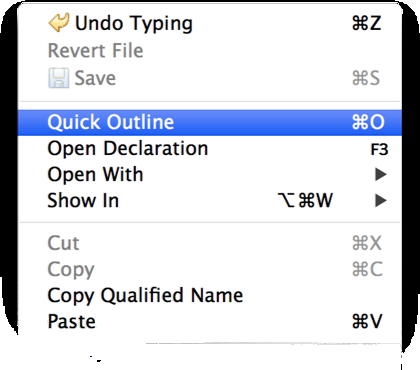 Undo Typing ⌘Z
Revert File
Save ⌘S
Quick Outline ⌘O
Open Declaration F3
Open With ▶
Show In ⌥⌘W ▶
Cut ⌘X
Copy ⌘C
Copy Qualified Name
Paste ⌘V